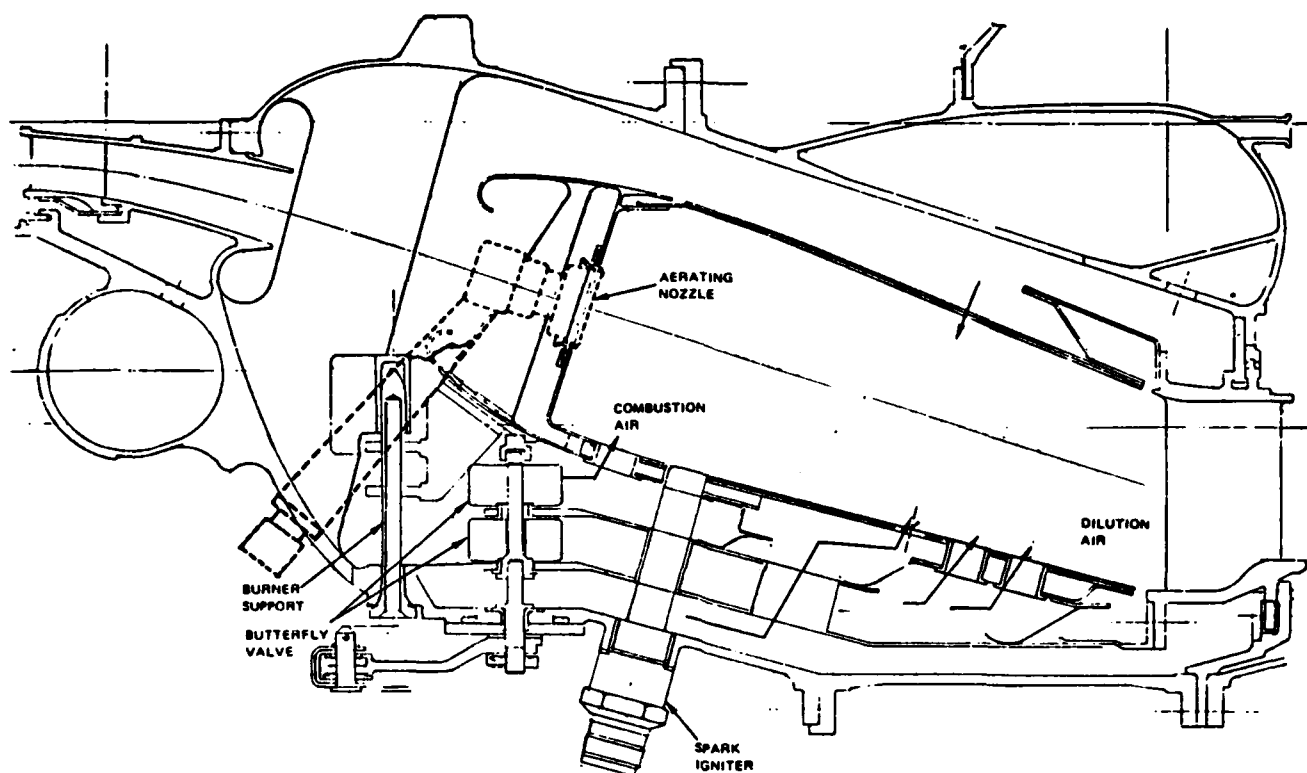 AERATING
NOZZLE
COMBUSTION
AIR
DILUTION
AIR
BURNER
SUPPORT
BUTTERFLY
VALVE
SPARK
IGNITER